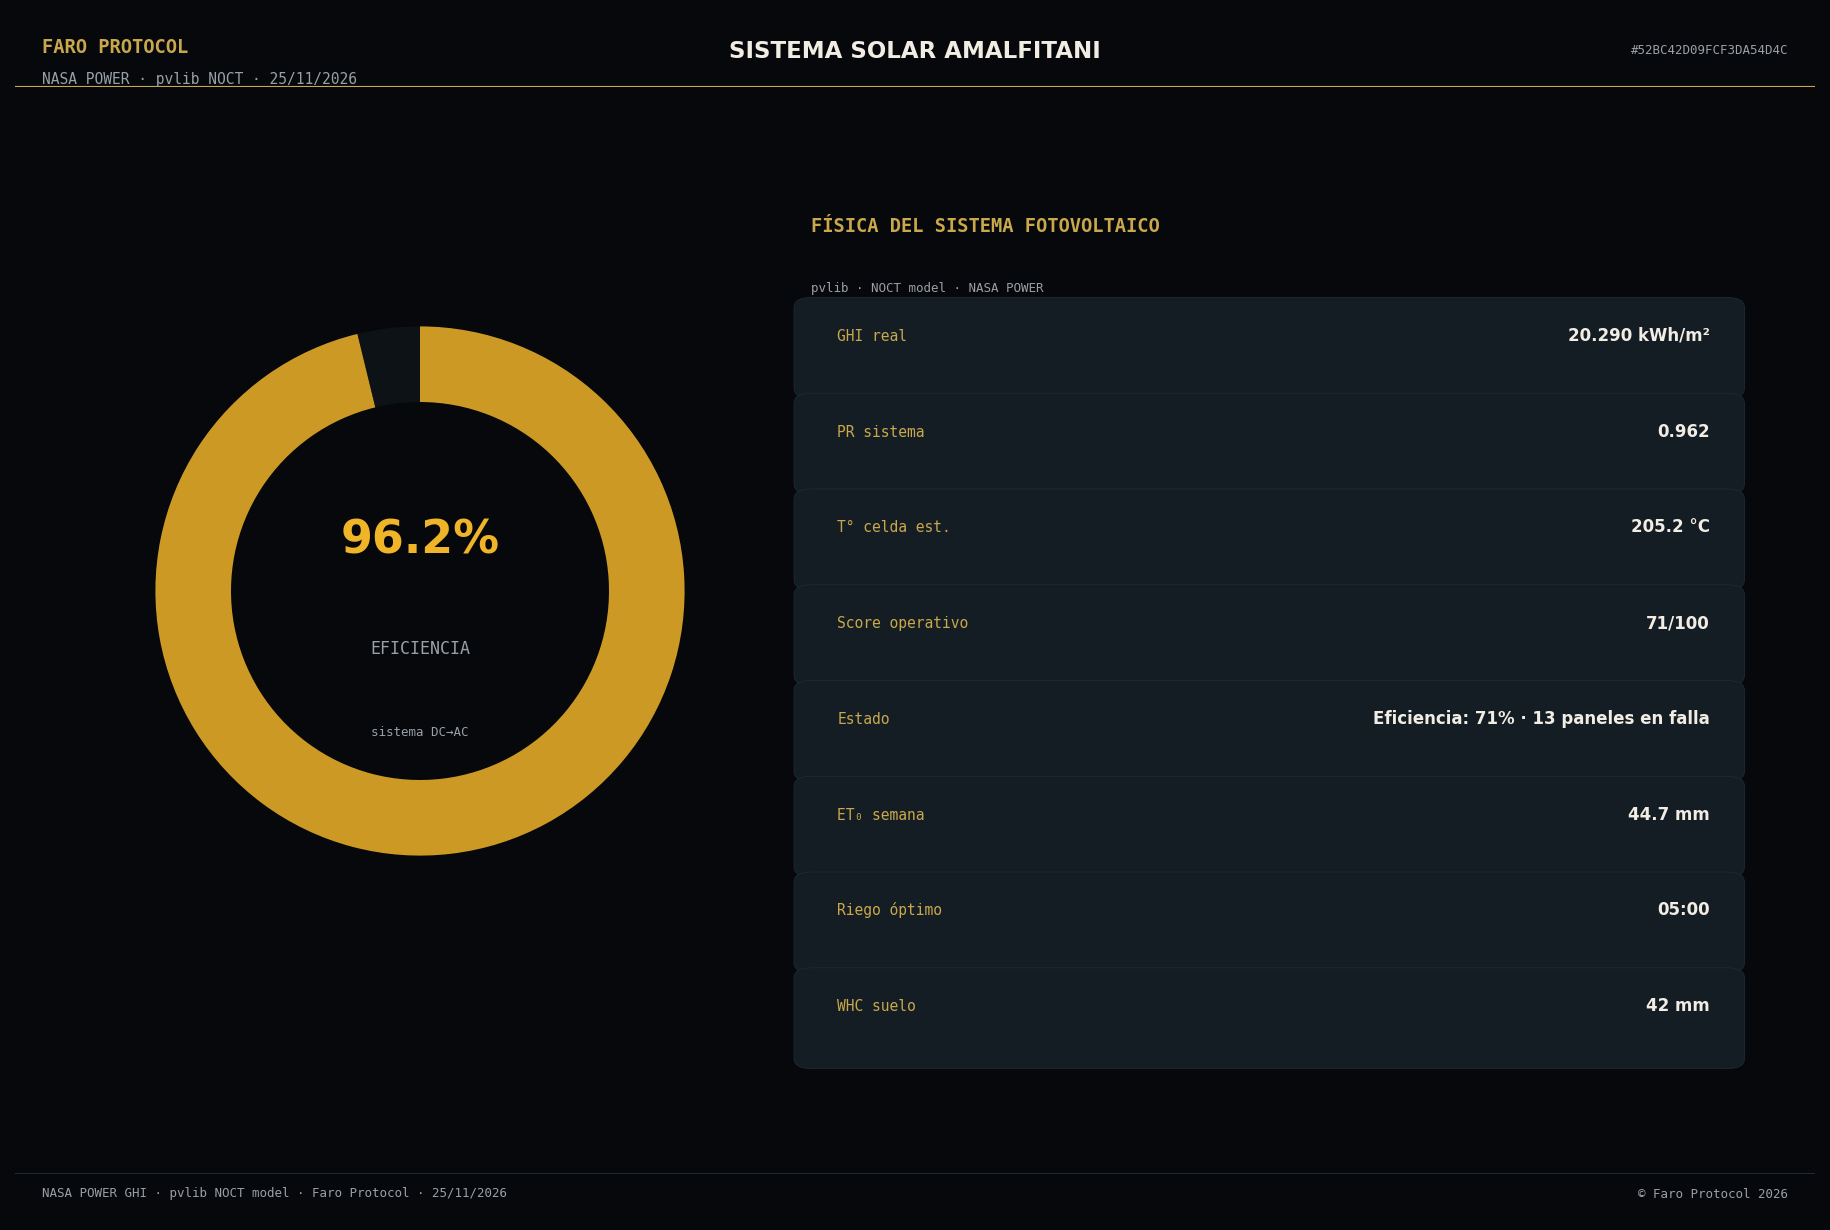 FARO PROTOCOL
NASA POWER · pvlib NOCT · 25/11/2026
SISTEMA SOLAR AMALFITANI
#52BC42D09FCF3DA54D4C
96.2%
EFICIENCIA
sistema DC→AC
FÍSICA DEL SISTEMA FOTOVOLTAICO
pvlib · NOCT model · NASA POWER
GHI real 20.290 kWh/m²
PR sistema 0.962
T° celda est. 205.2 °C
Score operativo 71/100
Estado Eficiencia: 71% · 13 paneles en falla
ET₀ semana 44.7 mm
Riego óptimo 05:00
WHC suelo 42 mm
NASA POWER GHI · pvlib NOCT model · Faro Protocol · 25/11/2026
© Faro Protocol 2026